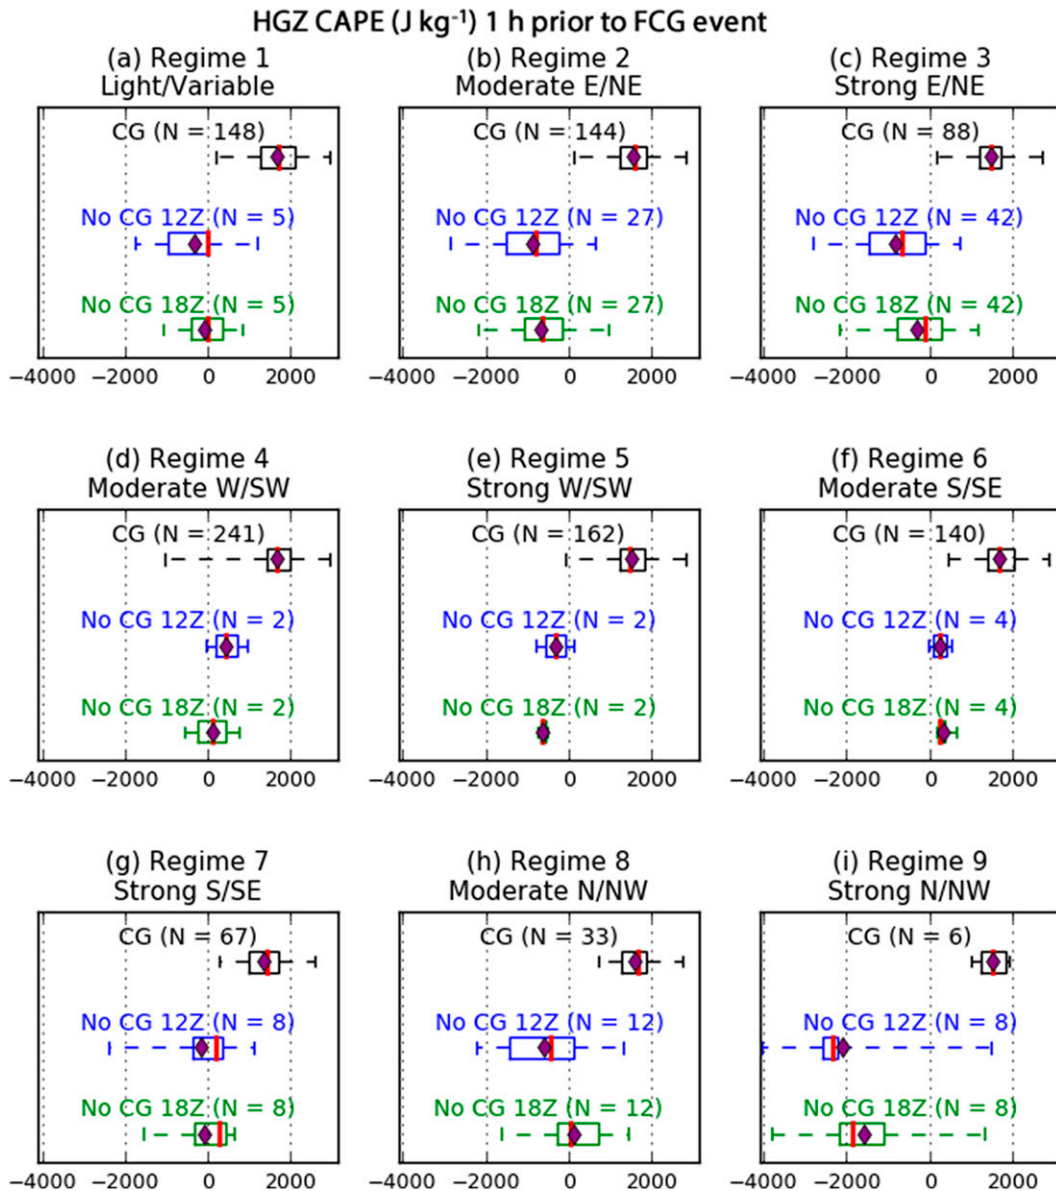 HGZ CAPE (J kg⁻¹) 1 h prior to FCG event
(a) Regime 1
Light/Variable
CG (N = 148)
No CG 12Z (N = 5)
No CG 18Z (N = 5)
−4000 −2000 0 2000
(b) Regime 2
Moderate E/NE
CG (N = 144)
No CG 12Z (N = 27)
No CG 18Z (N = 27)
−4000 −2000 0 2000
(c) Regime 3
Strong E/NE
CG (N = 88)
No CG 12Z (N = 42)
No CG 18Z (N = 42)
−4000 −2000 0 2000
(d) Regime 4
Moderate W/SW
CG (N = 241)
No CG 12Z (N = 2)
No CG 18Z (N = 2)
−4000 −2000 0 2000
(e) Regime 5
Strong W/SW
CG (N = 162)
No CG 12Z (N = 2)
No CG 18Z (N = 2)
−4000 −2000 0 2000
(f) Regime 6
Moderate S/SE
CG (N = 140)
No CG 12Z (N = 4)
No CG 18Z (N = 4)
−4000 −2000 0 2000
(g) Regime 7
Strong S/SE
CG (N = 67)
No CG 12Z (N = 8)
No CG 18Z (N = 8)
−4000 −2000 0 2000
(h) Regime 8
Moderate N/NW
CG (N = 33)
No CG 12Z (N = 12)
No CG 18Z (N = 12)
−4000 −2000 0 2000
(i) Regime 9
Strong N/NW
CG (N = 6)
No CG 12Z (N = 8)
No CG 18Z (N = 8)
−4000 −2000 0 2000